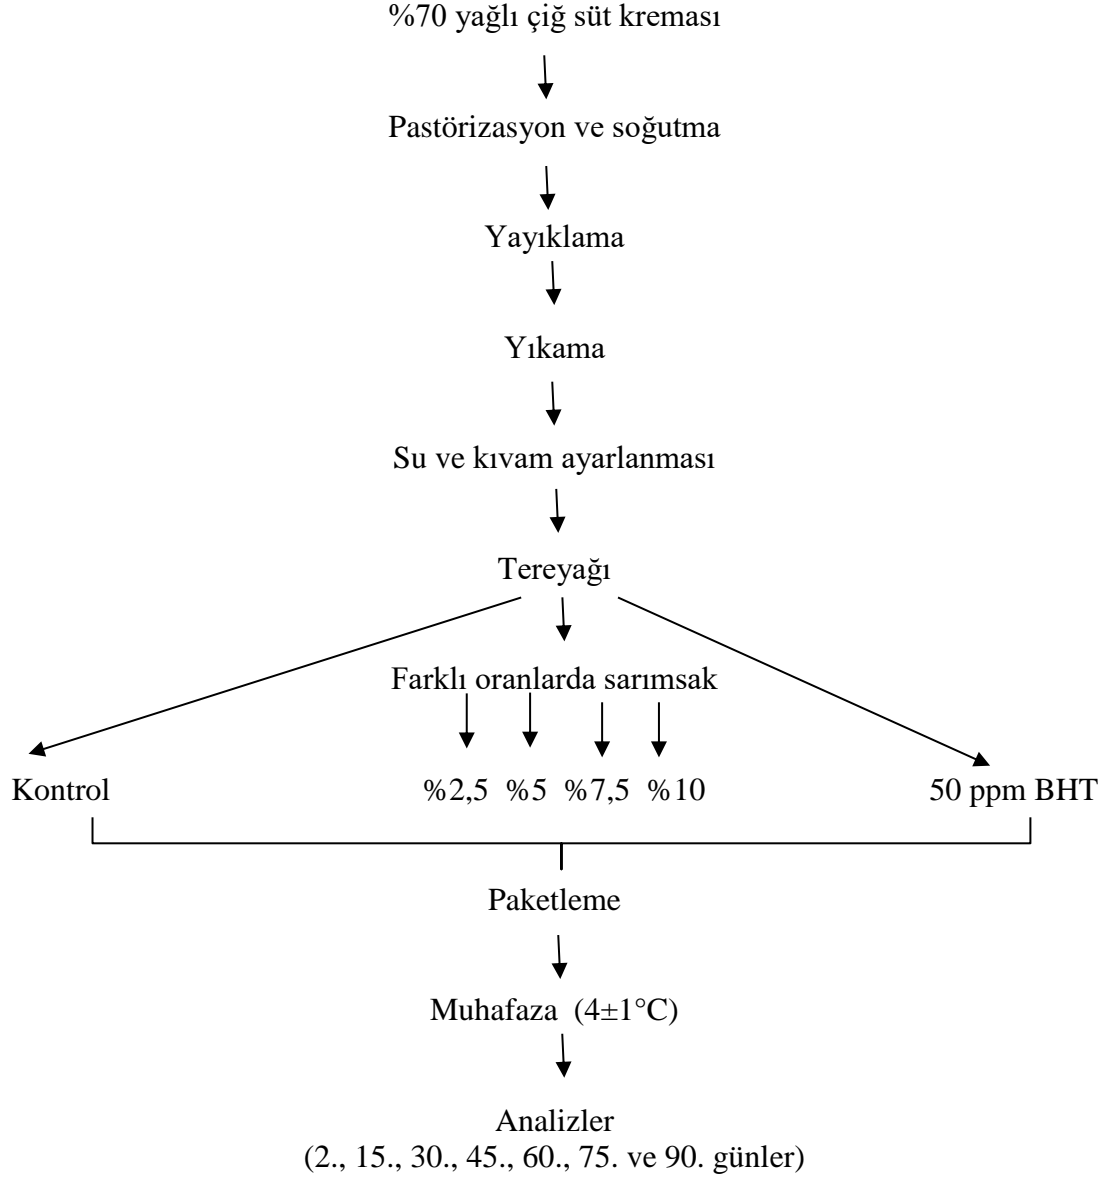 %70 yağlı çiğ süt kreması
Pastörizasyon ve soğutma
Yayıklama
Yıkama
Su ve kıvam ayarlanması
Tereyağı
Farklı oranlarda sarımsak
Kontrol %2,5 %5 %7,5 %10 50 ppm BHT
Paketleme
Muhafaza (4±1°C)
Analizler
(2., 15., 30., 45., 60., 75. ve 90. günler)